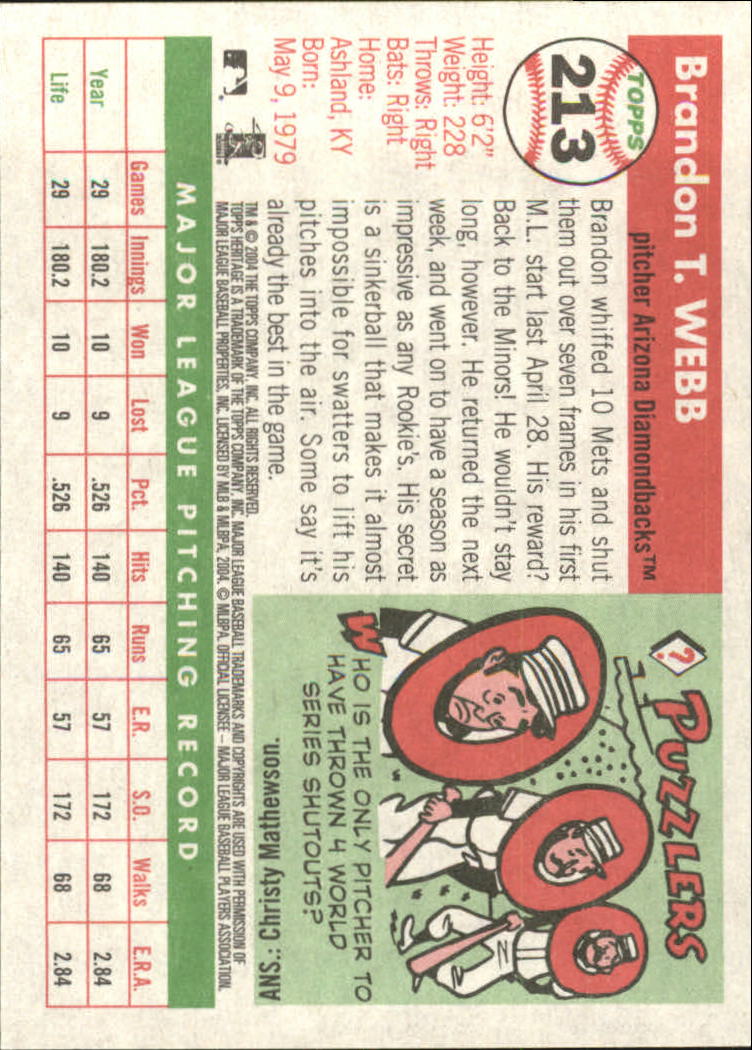 Brandon T. WEBB
pitcher Arizona Diamondbacks™
TOPPS
213
Height: 6'2"
Weight: 228
Throws: Right
Bats: Right
Home:
Ashland, KY
Born:
May 9, 1979
Brandon whiffed 10 Mets and shut
them out over seven frames in his first
M.L. start last April 28. His reward?
Back to the Minors! He wouldn't stay
long, however. He returned the next
week, and went on to have a season as
impressive as any Rookie's. His secret
is a sinkerball that makes it almost
impossible for swatters to lift his
pitches into the air. Some say it's
already the best in the game.
? PUZZLERS
WHO IS THE ONLY PITCHER TO
HAVE THROWN 4 WORLD
SERIES SHUTOUTS?
ANS.: Christy Mathewson.
TM & © 2004 THE TOPPS COMPANY, INC. ALL RIGHTS RESERVED.
TOPPS HERITAGE IS A TRADEMARK OF THE TOPPS COMPANY, INC. MAJOR LEAGUE BASEBALL TRADEMARKS AND COPYRIGHTS ARE USED WITH PERMISSION OF
MAJOR LEAGUE BASEBALL PROPERTIES, INC. LICENSED BY MLB & MLBPA, 2004. © MLBPA. OFFICIAL LICENSEE – MAJOR LEAGUE BASEBALL PLAYERS ASSOCIATION.
MAJOR LEAGUE PITCHING RECORD
Games Innings Won Lost Pct. Hits Runs E.R. S.O. Walks E.R.A.
Year 29 180.2 10 9 .526 140 65 57 172 68 2.84
Life 29 180.2 10 9 .526 140 65 57 172 68 2.84